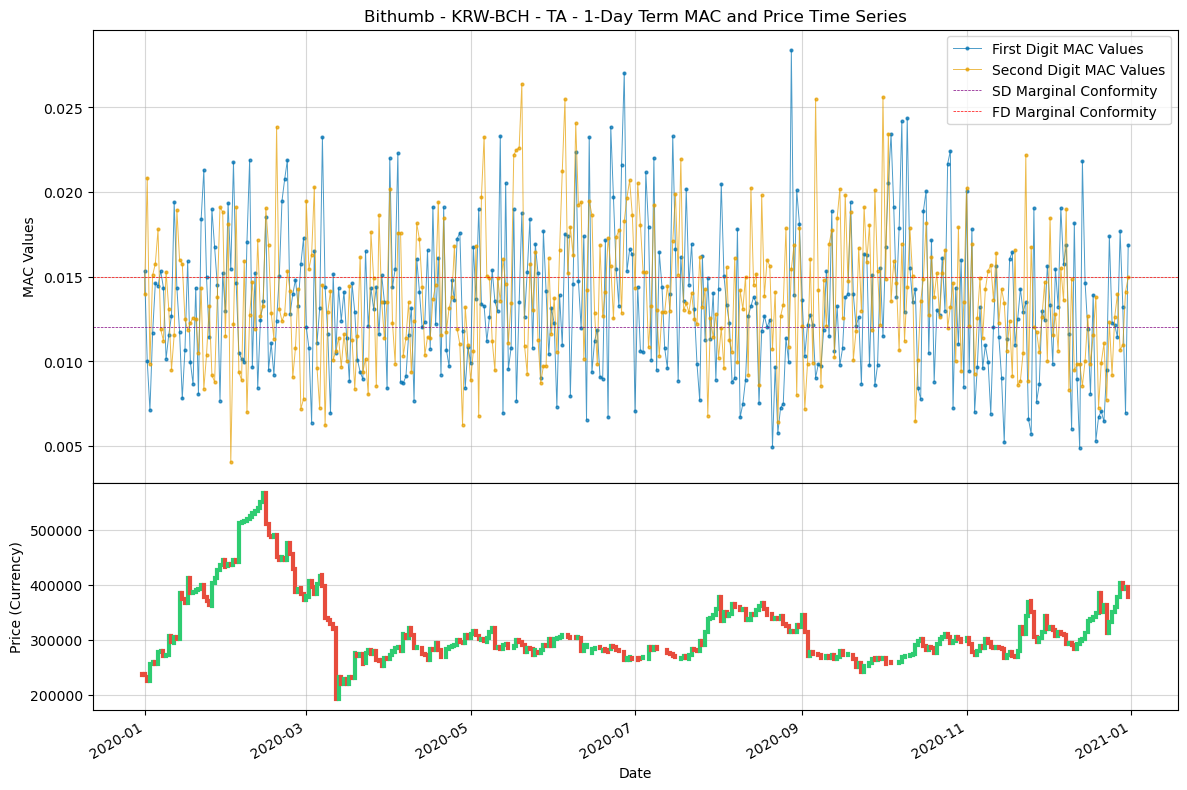 Bithumb - KRW-BCH - TA - 1-Day Term MAC and Price Time Series
First Digit MAC Values
Second Digit MAC Values
SD Marginal Conformity
FD Marginal Conformity
MAC Values
0.025
0.020
0.015
0.010
0.005
Price (Currency)
500000
400000
300000
200000
2020-01
2020-03
2020-05
2020-07
2020-09
2020-11
2021-01
Date